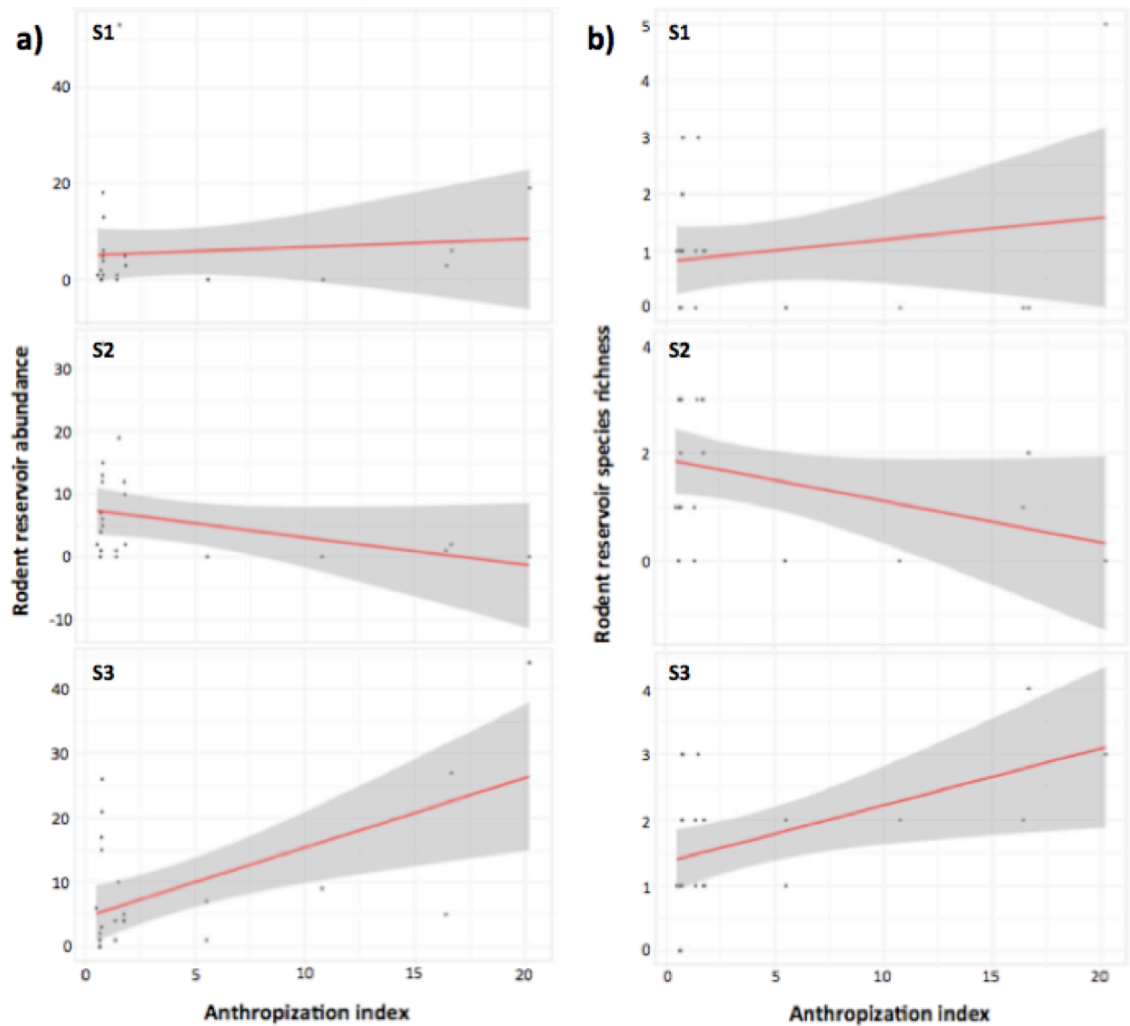 a)
Rodent reservoir abundance
S1
40
20
0
S2
30
20
10
0
-10
S3
40
30
20
10
0
0 5 10 15 20
Anthropization index
b)
Rodent reservoir species richness
S1
5
4
3
2
1
0
S2
4
2
0
S3
4
3
2
1
0
0 5 10 15 20
Anthropization index